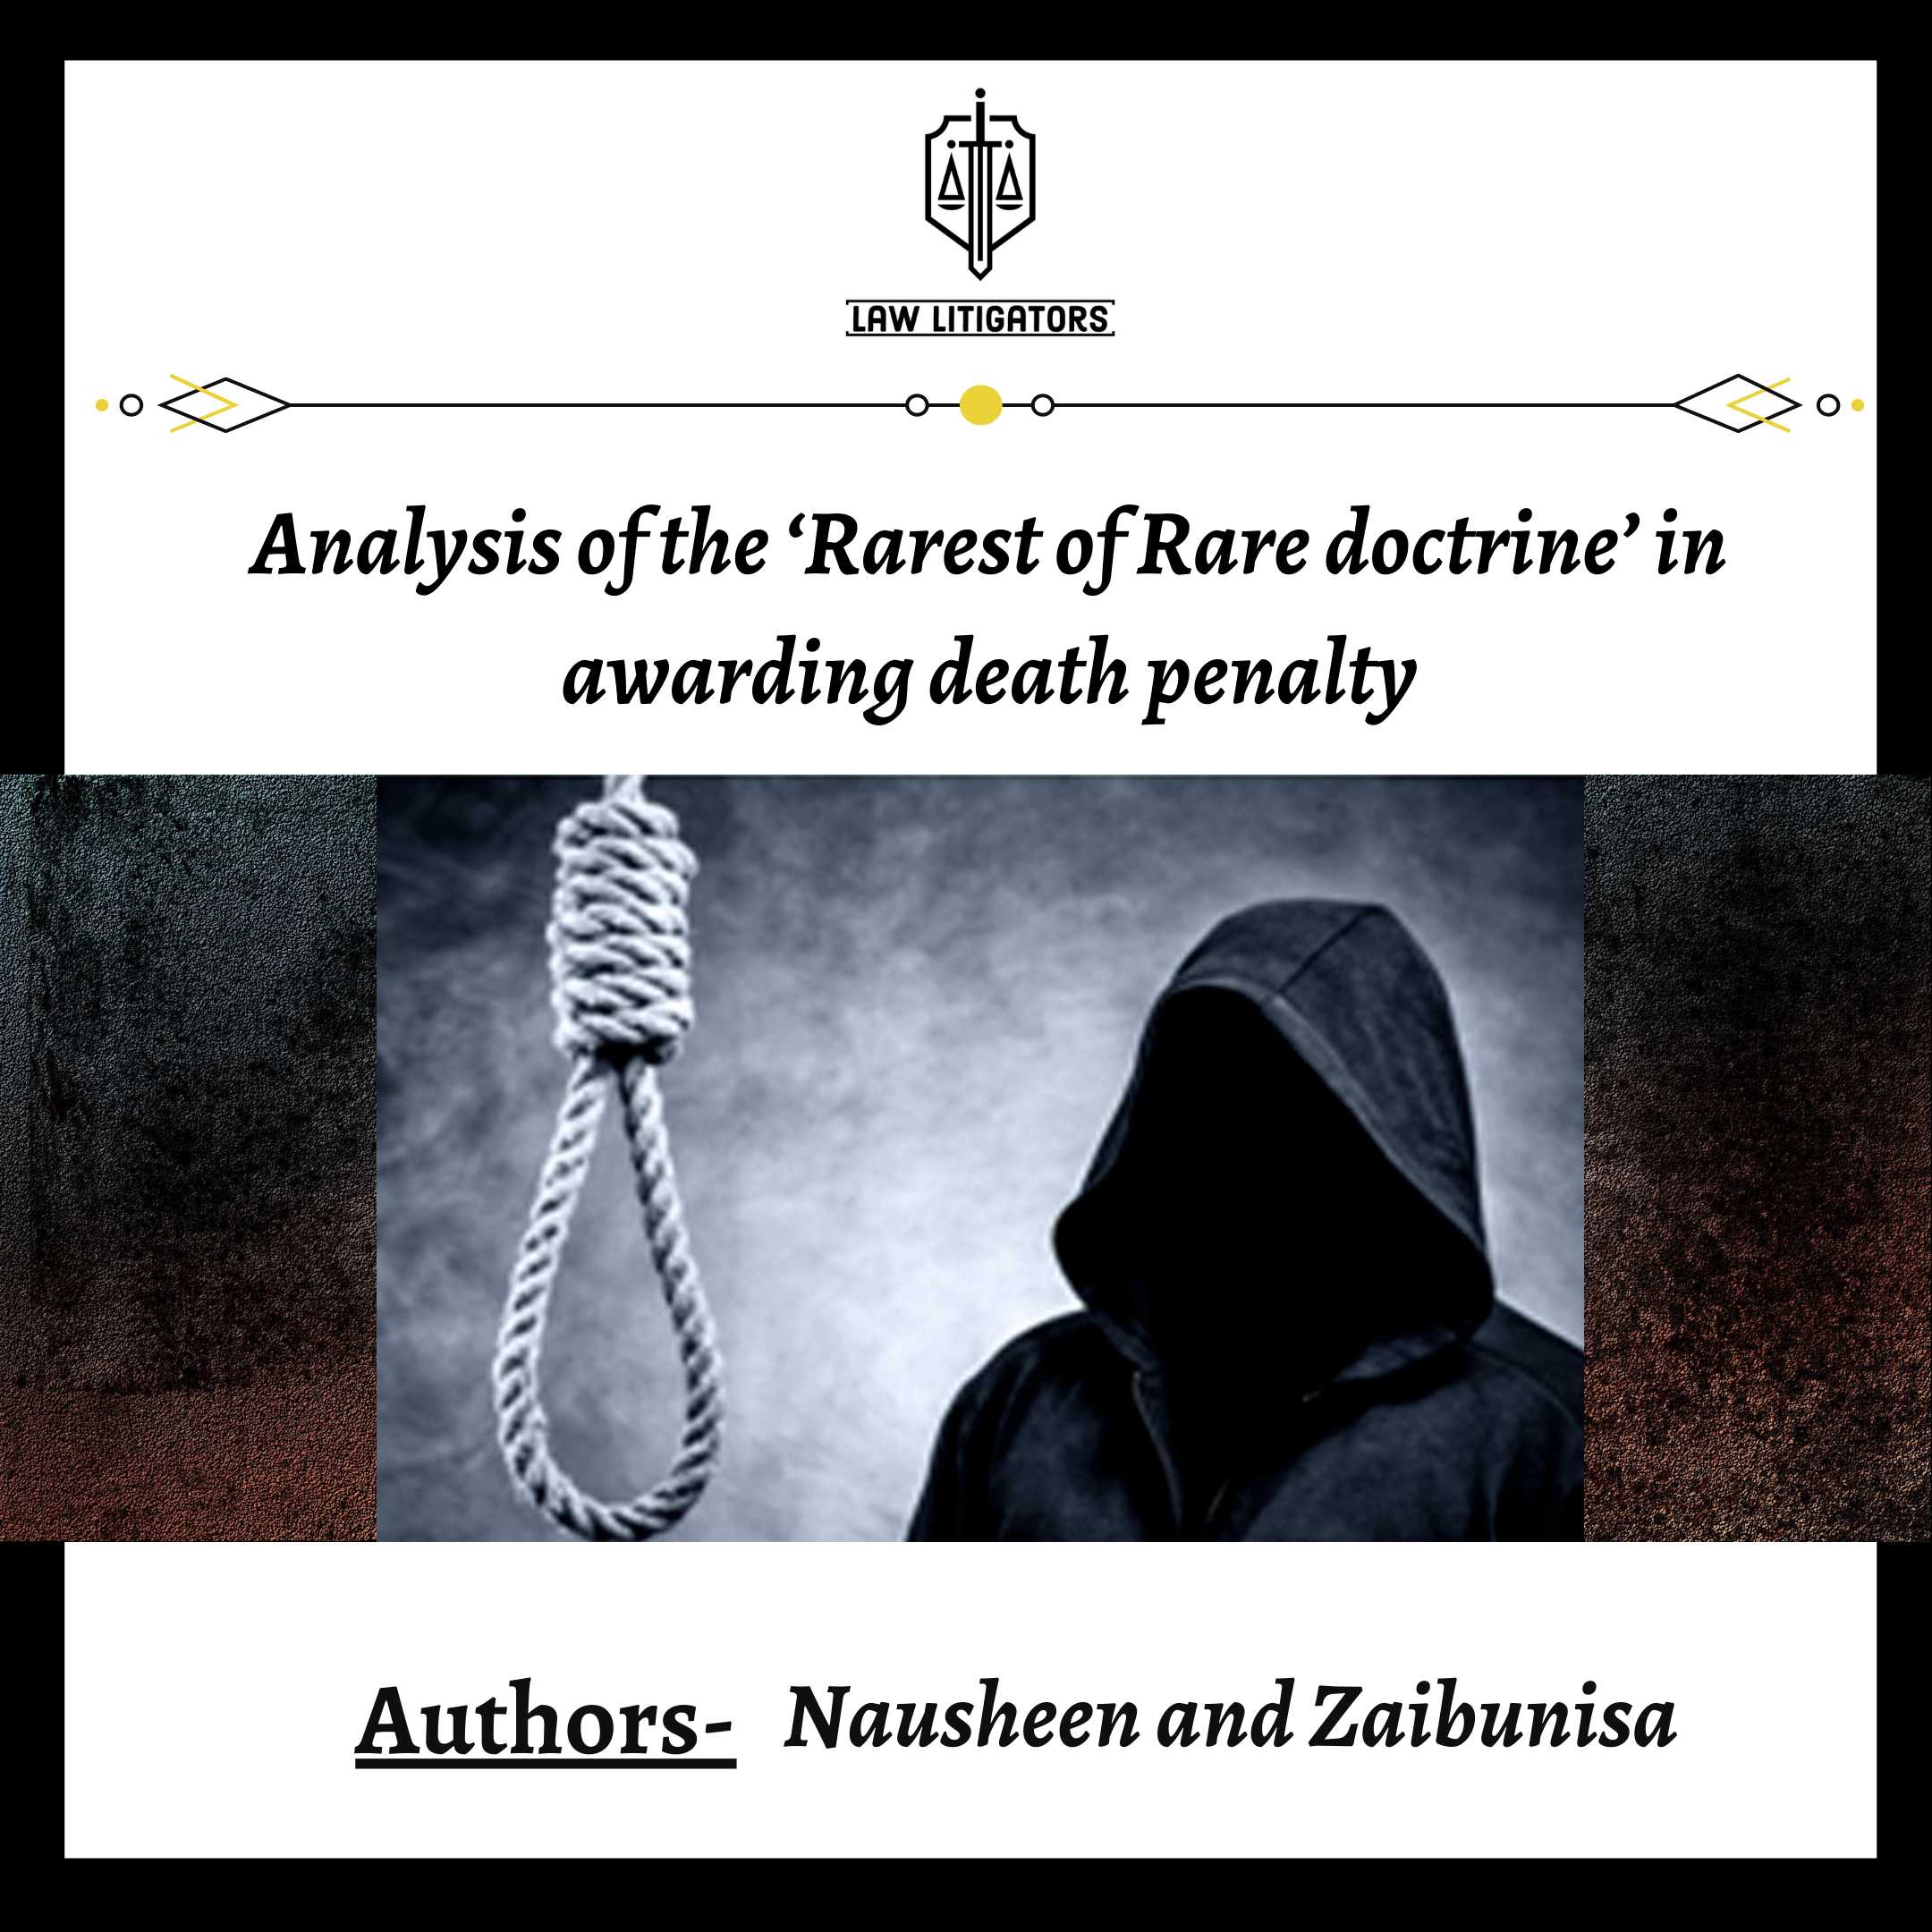 LAW LITIGATORS
Analysis of the ‘Rarest of Rare doctrine’ in
awarding death penalty
Authors- Nausheen and Zaibunisa